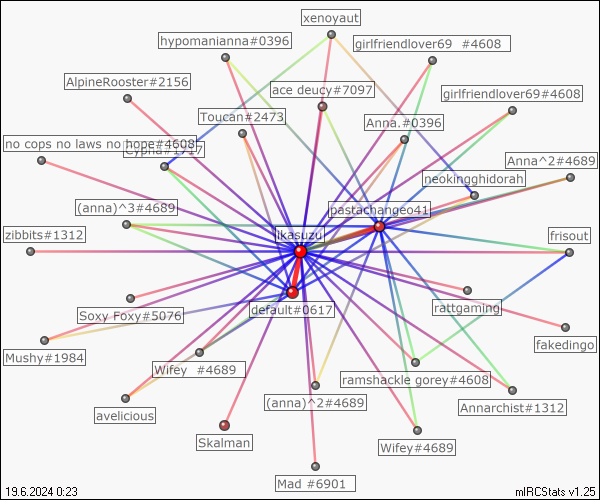 xenoyaut
hypomanianna#0396
girlfriendlover69 #4608
AlpineRooster#2156
ace deucy#7097
girlfriendlover69#4608
Toucan#2473
Anna.#0396
no cops no laws no hope#4608
Anna^2#4689
neokingghidorah
(anna)^3#4689
pastachangeo41
zibbits#1312
ikasuzu
frisout
Soxy Foxy#5076
default#0617
rattgaming
Mushy#1984
fakedingo
Wifey #4689
ramshackle gorey#4608
avelicious
(anna)^2#4689
Annarchist#1312
Skalman
Wifey#4689
Mad #6901
19.6.2024 0:23
mIRCStats v1.25